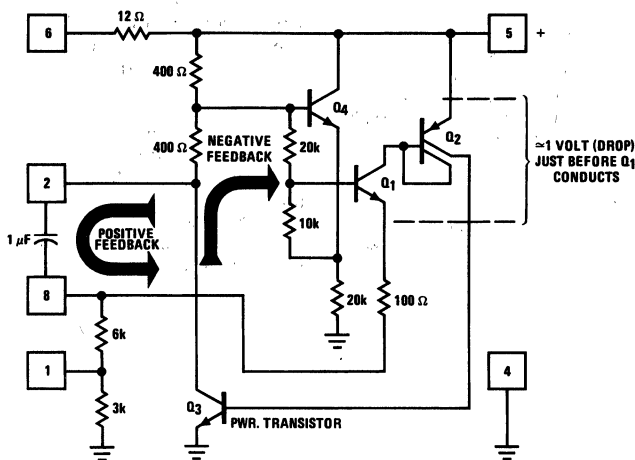 6
12 Ω
5
+
400 Ω
Q4
Q2
400 Ω
NEGATIVE
FEEDBACK
20k
≃1 VOLT (DROP)
JUST BEFORE Q1
CONDUCTS
2
Q1
1 μF
POSITIVE
FEEDBACK
10k
8
20k
100 Ω
6k
1
4
3k
Q3
PWR. TRANSISTOR